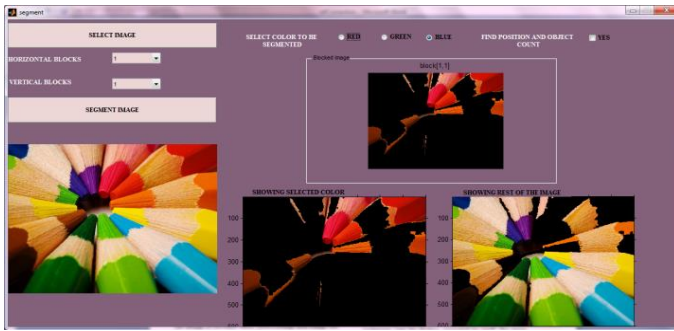 segment
SELECT IMAGE
HORIZONTAL BLOCKS
1
VERTICAL BLOCKS
1
SEGMENT IMAGE
SELECT COLOR TO BE
SEGMENTED
RED
GREEN
BLUE
FIND POSITION AND OBJECT
COUNT
YES
Blocked Image
block[1,1]
SHOWING SELECTED COLOR
100
200
300
400
500
600
SHOWING REST OF THE IMAGE
100
200
300
400
500
600